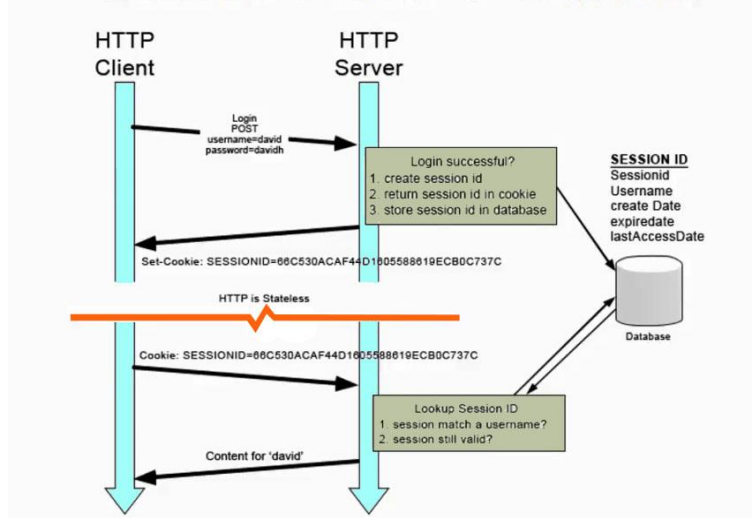 HTTP
Client
HTTP
Server
Login
POST
username=david
password=davidh
Login successful?
1. create session id
2. return session id in cookie
3. store session id in database
SESSION ID
Sessionid
Username
create Date
expiredate
lastAccessDate
Set-Cookie: SESSIONID=66C530ACAF44D1605588619ECB0C737C
HTTP is Stateless
Database
Cookie: SESSIONID=66C530ACAF44D1605588619ECB0C737C
Lookup Session ID
1. session match a username?
2. session still valid?
Content for 'david'